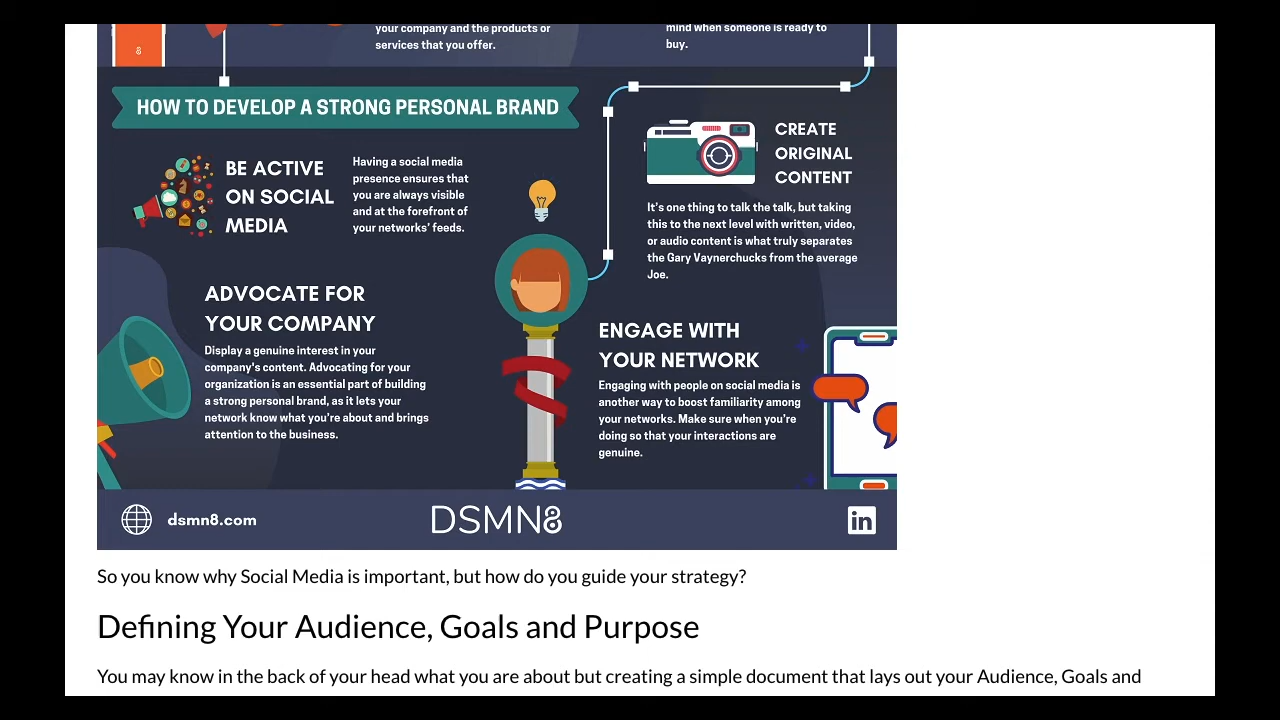 your company and the products or
services that you offer.
mind when someone is ready to
buy.
8
HOW TO DEVELOP A STRONG PERSONAL BRAND
BE ACTIVE
ON SOCIAL
MEDIA
Having a social media
presence ensures that
you are always visible
and at the forefront of
your networks' feeds.
CREATE
ORIGINAL
CONTENT
It's one thing to talk the talk, but taking
this to the next level with written, video,
or audio content is what truly separates
the Gary Vaynerchucks from the average
Joe.
ADVOCATE FOR
YOUR COMPANY
Display a genuine interest in your
company's content. Advocating for your
organization is an essential part of building
a strong personal brand, as it lets your
network know what you're about and brings
attention to the business.
ENGAGE WITH
YOUR NETWORK
Engaging with people on social media is
another way to boost familiarity among
your networks. Make sure when you're
doing so that your interactions are
genuine.
dsmn8.com
DSMN8
in
So you know why Social Media is important, but how do you guide your strategy?
Defining Your Audience, Goals and Purpose
You may know in the back of your head what you are about but creating a simple document that lays out your Audience, Goals and